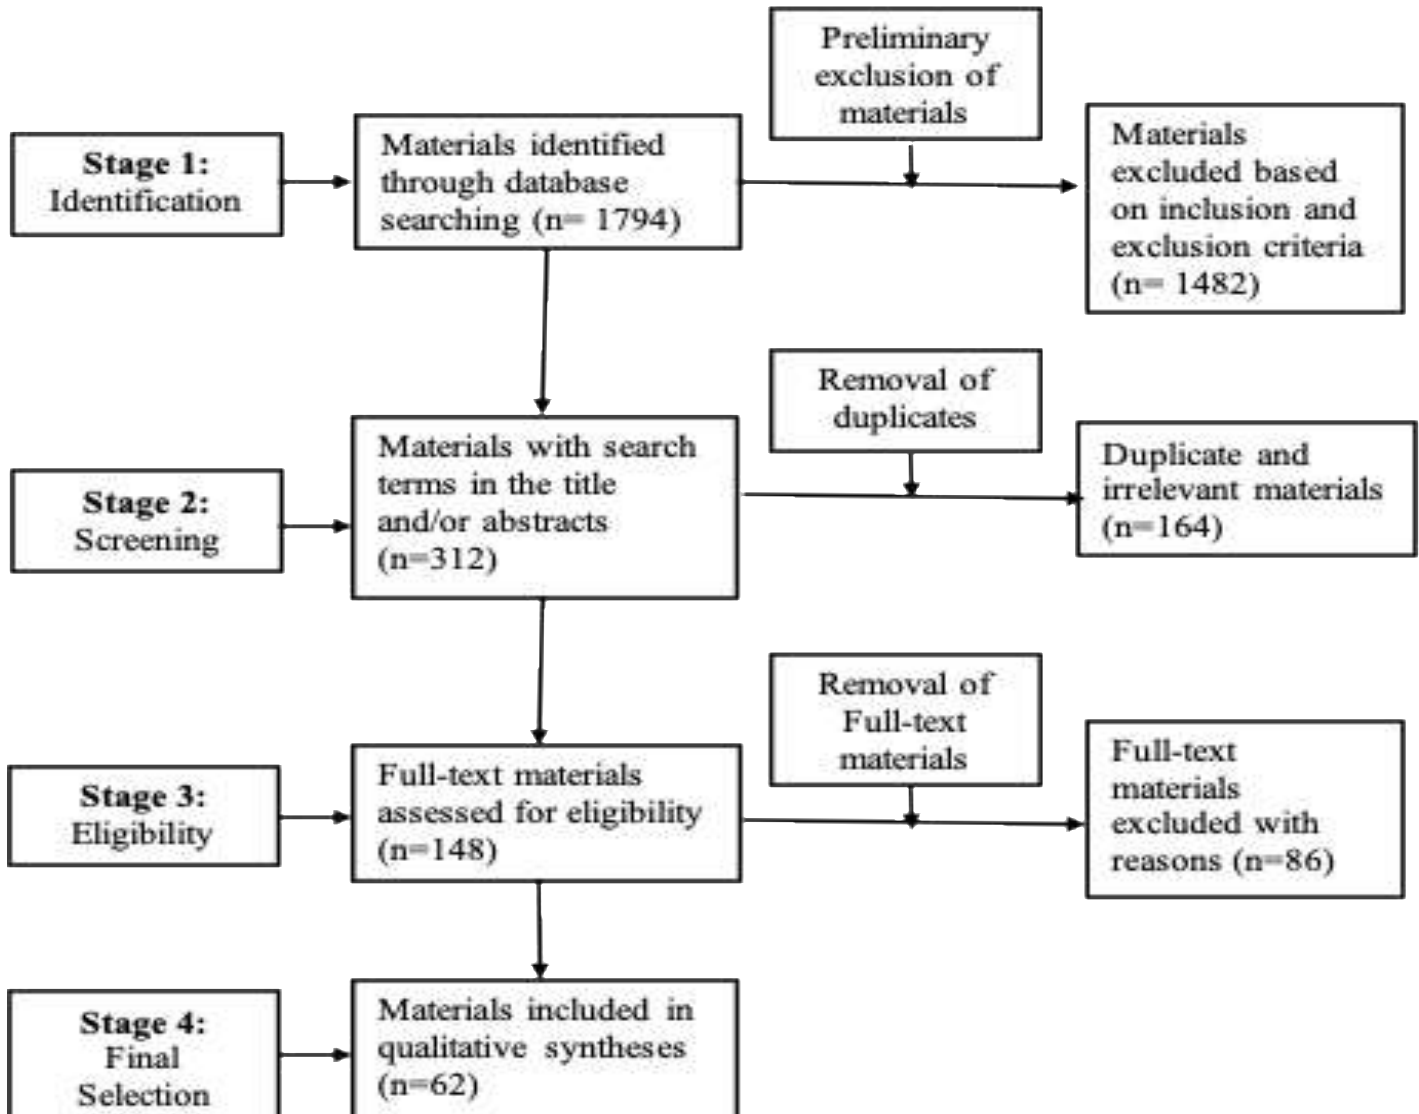 Preliminary
exclusion of
materials
Stage 1:
Identification
Materials identified
through database
searching (n= 1794)
Materials
excluded based
on inclusion and
exclusion criteria
(n= 1482)
Removal of
duplicates
Stage 2:
Screening
Materials with search
terms in the title
and/or abstracts
(n=312)
Duplicate and
irrelevant materials
(n=164)
Removal of
Full-text
materials
Stage 3:
Eligibility
Full-text materials
assessed for eligibility
(n=148)
Full-text
materials
excluded with
reasons (n=86)
Stage 4:
Final
Selection
Materials included in
qualitative syntheses
(n=62)